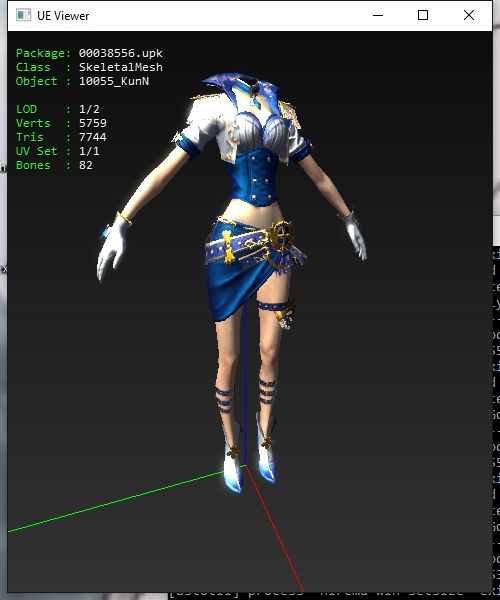 UE Viewer
Package: 00038556.upk
Class : SkeletalMesh
Object : 10055_KunN
LOD : 1/2
Verts : 5759
Tris : 7744
UV Set : 1/1
Bones : 82